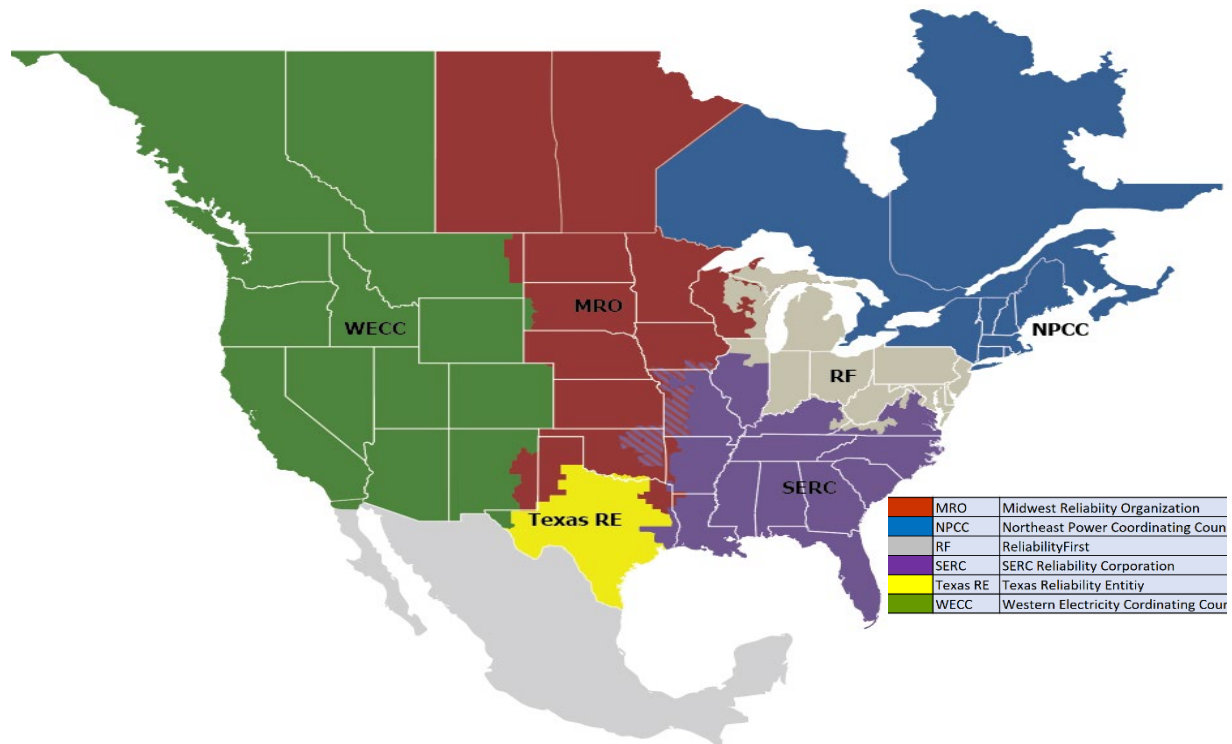 WECC
MRO
NPCC
RF
SERC
Texas RE
MRO Midwest Reliabiity Organization
NPCC Northeast Power Coordinating Coun
RF ReliabilityFirst
SERC SERC Reliability Corporation
Texas RE Texas Reliability Entitiy
WECC Western Electricity Cordinating Cour